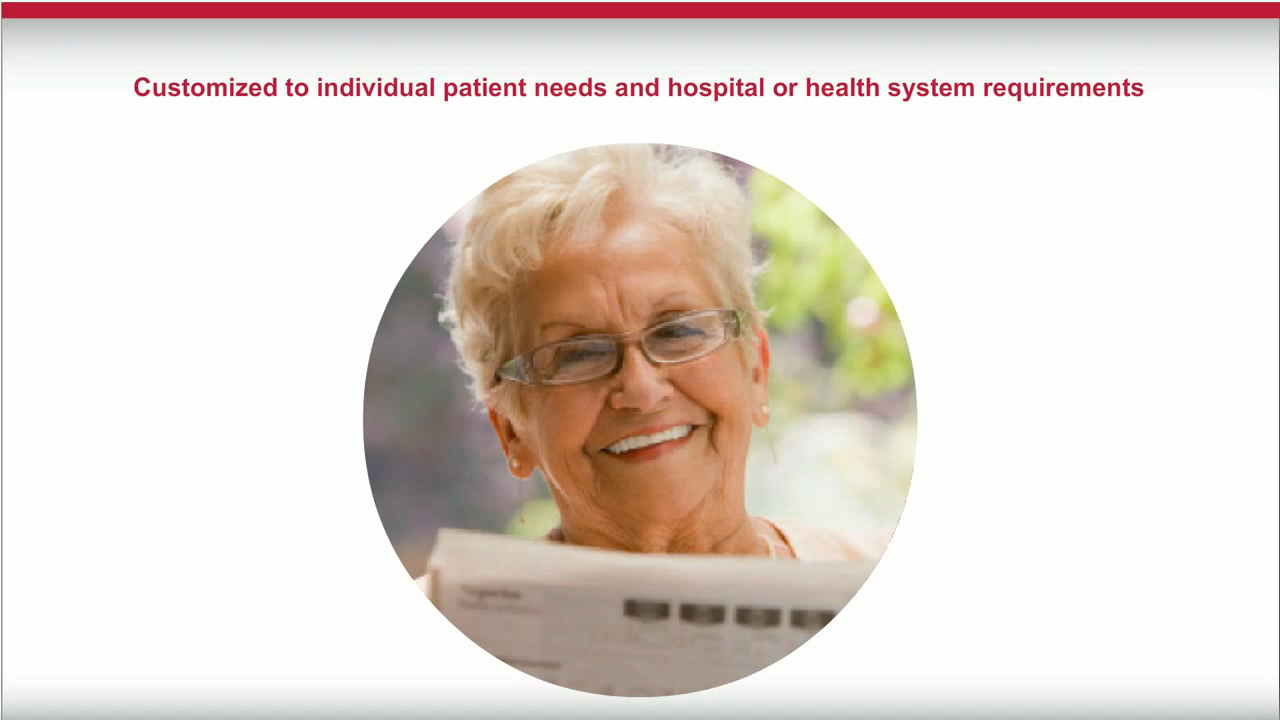 Customized to individual patient needs and hospital or health system requirements